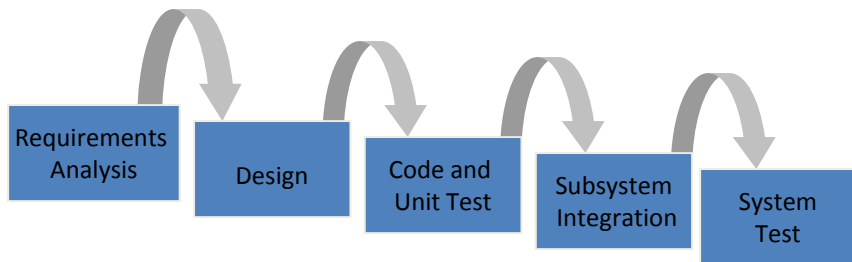 Requirements
Analysis
Design
Code and
Unit Test
Subsystem
Integration
System
Test